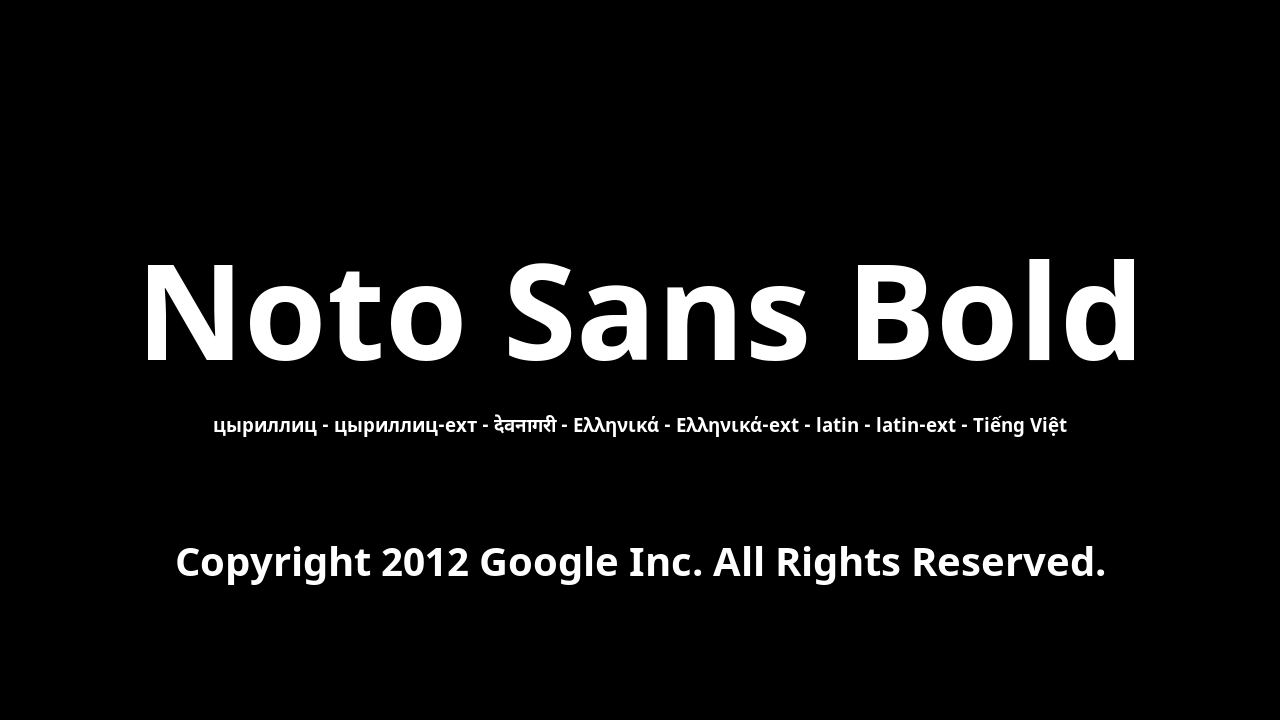 Noto Sans Bold
цыриллиц - цыриллиц-ехт - देवनागरी - Ελληνικά - Ελληνικά-ext - latin - latin-ext - Tiếng Việt
Copyright 2012 Google Inc. All Rights Reserved.